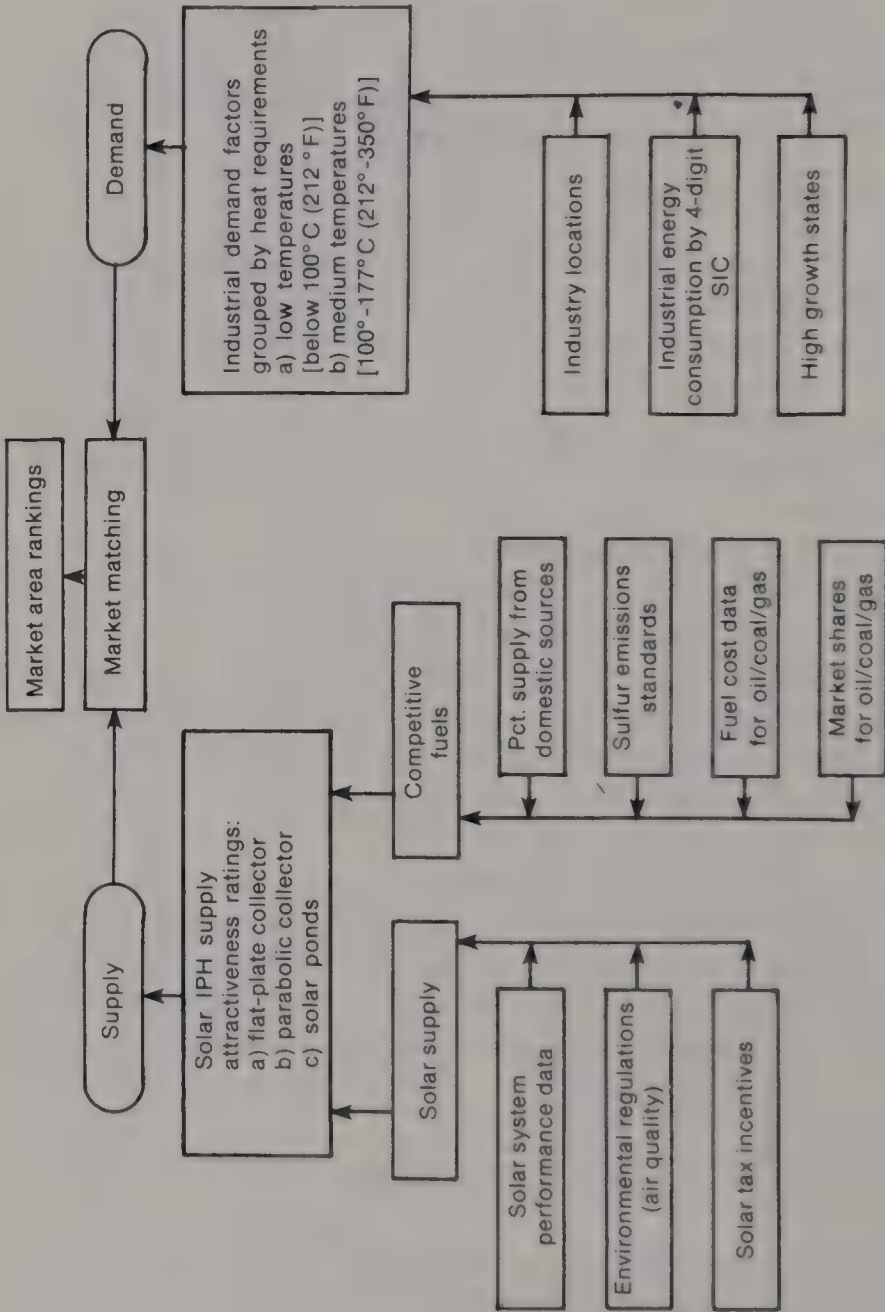 Market area rankings
Market matching
Supply
Demand
Solar IPH supply
attractiveness ratings:
a) flat-plate collector
b) parabolic collector
c) solar ponds
Industrial demand factors
grouped by heat requirements
a) low temperatures
[below 100°C (212 °F)]
b) medium temperatures
[100°-177°C (212°-350°F)]
Solar supply
Competitive
fuels
Solar system
performance data
Environmental regulations
(air quality)
Solar tax incentives
Pct. supply from
domestic sources
Sulfur emissions
standards
Fuel cost data
for oil/coal/gas
Market shares
for oil/coal/gas
Industry locations
Industrial energy
consumption by 4-digit
SIC
High growth states